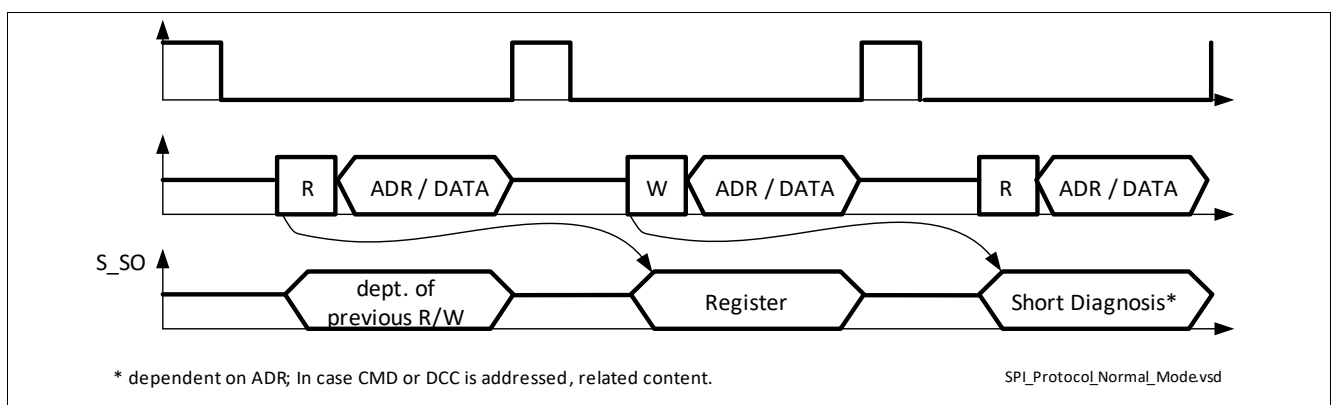 R
ADR / DATA
W
ADR / DATA
R
ADR / DATA
S_SO
dept. of
previous R/W
Register
Short Diagnosis*
* dependent on ADR; In case CMD or DCC is addressed, related content.
SPI_Protocol_Normal_Mode.vsd